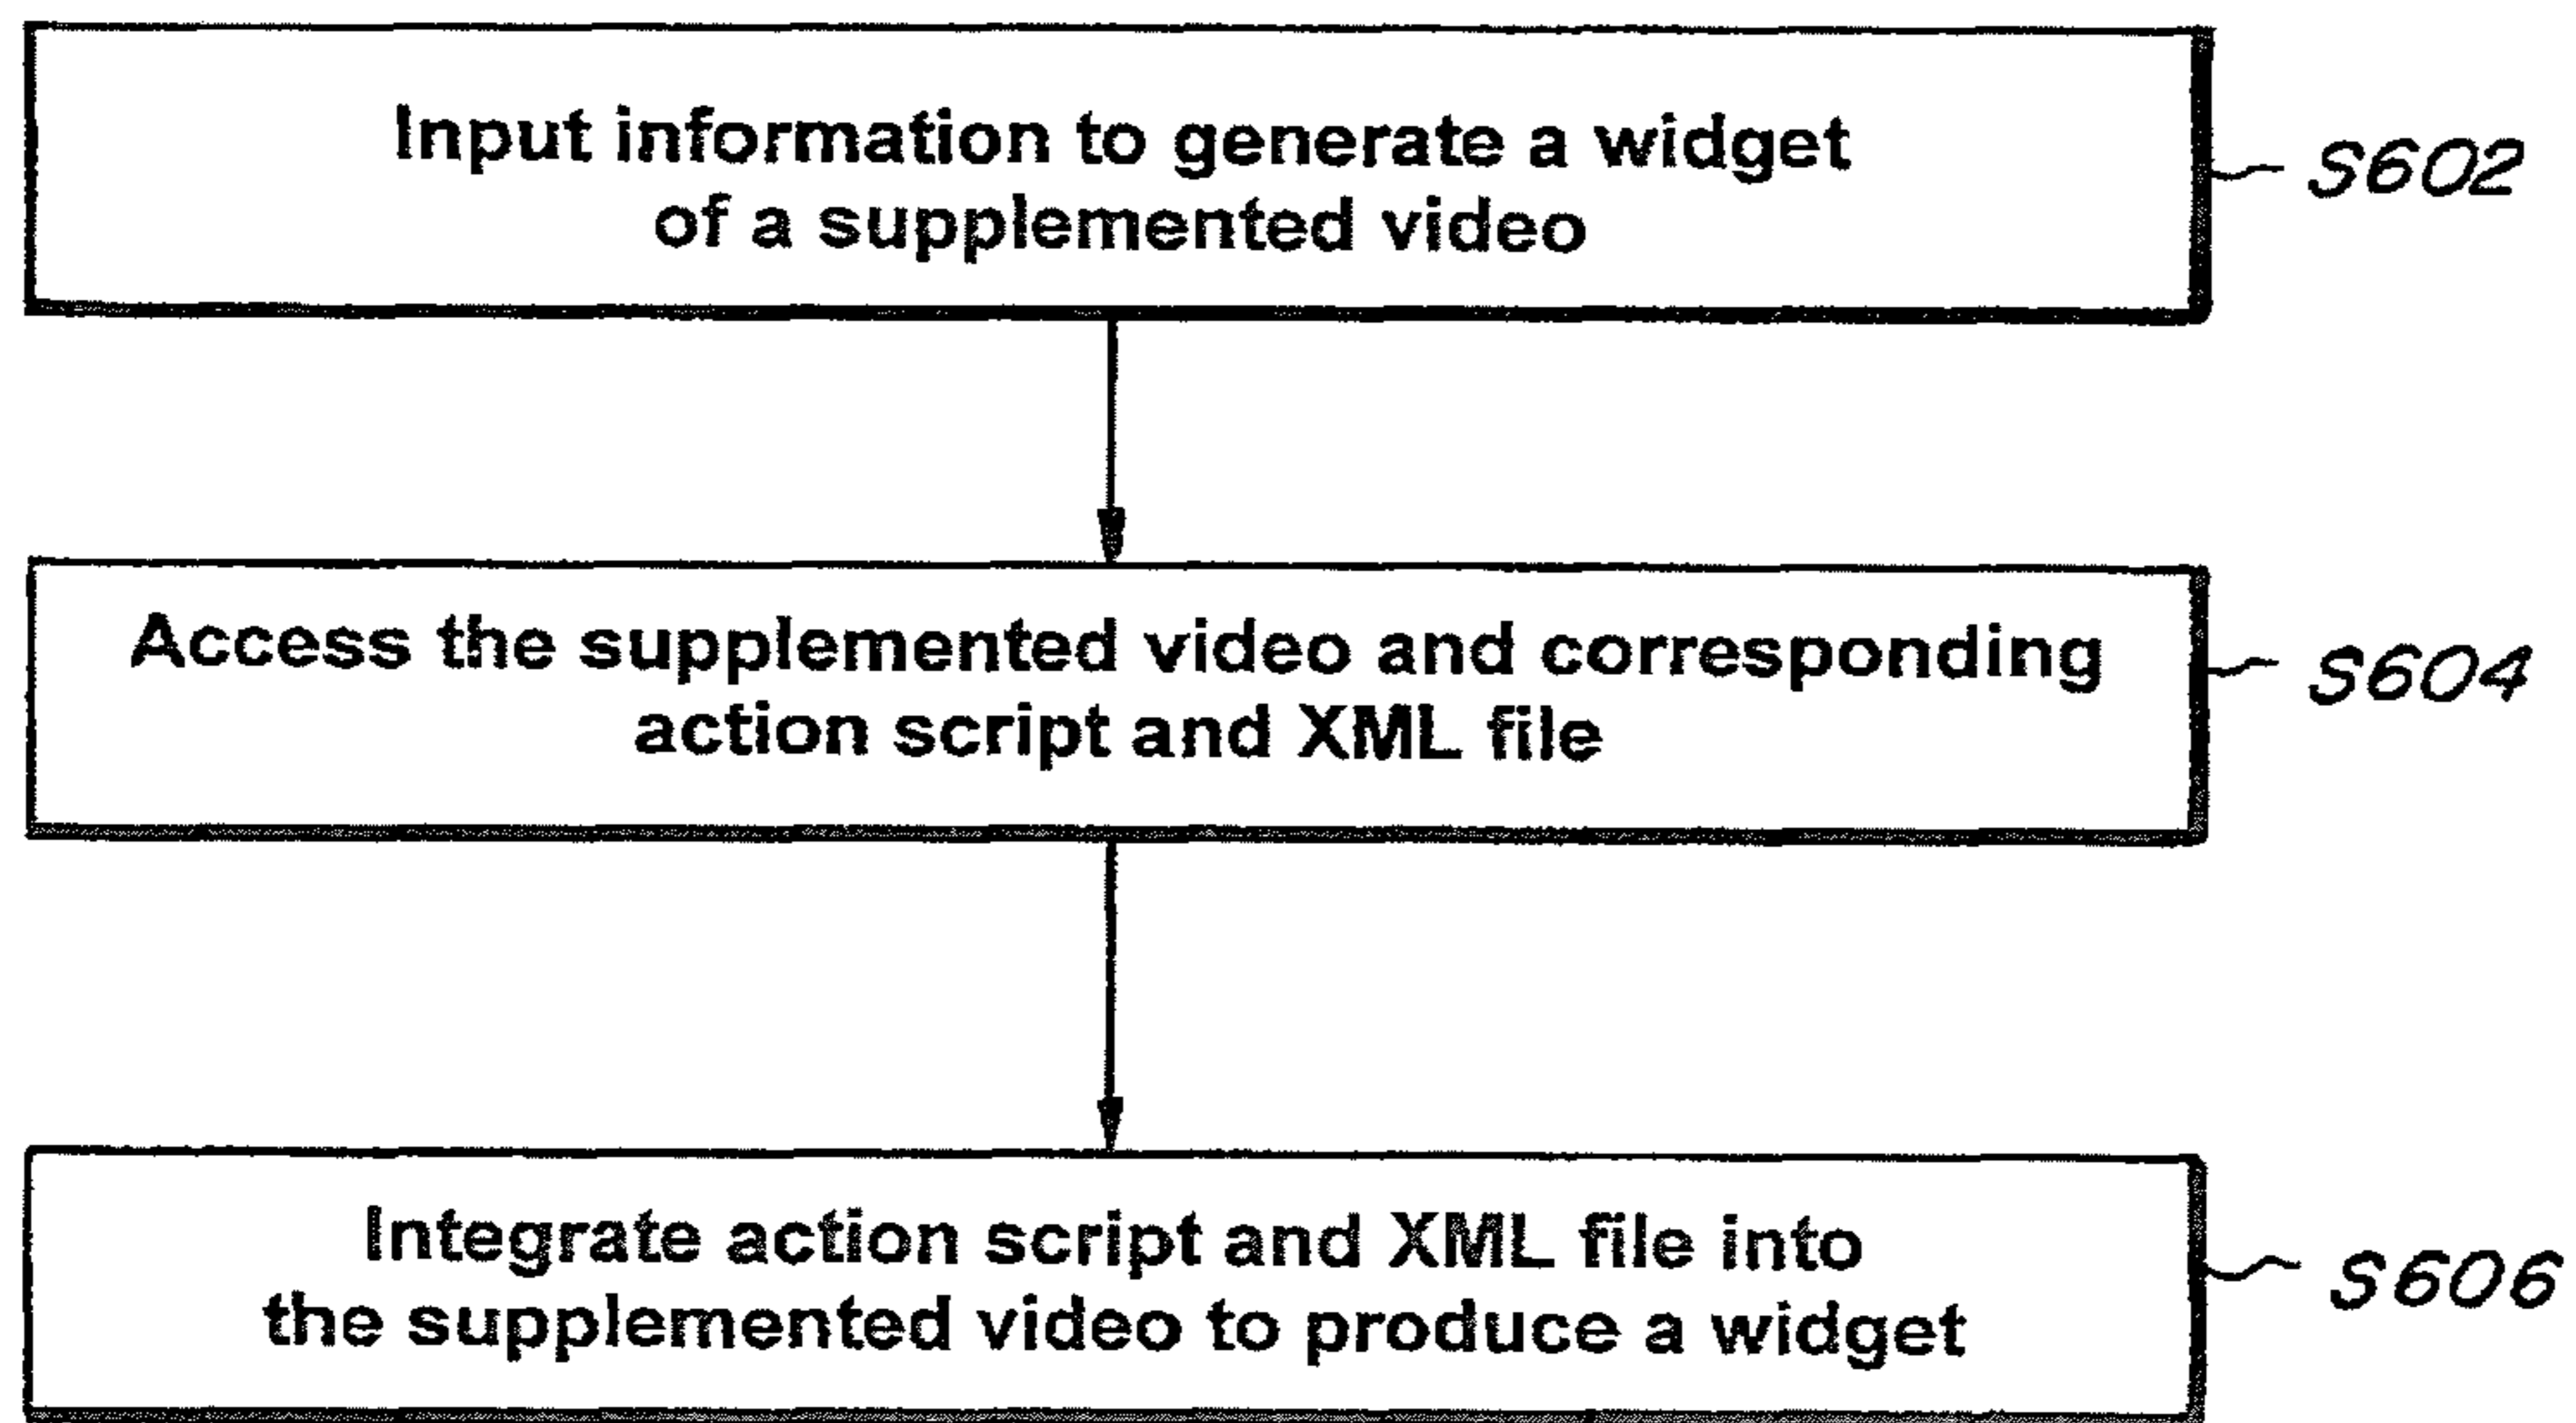 Input information to generate a widget
of a supplemented video
S602
Access the supplemented video and corresponding
action script and XML file
S604
Integrate action script and XML file into
the supplemented video to produce a widget
S606